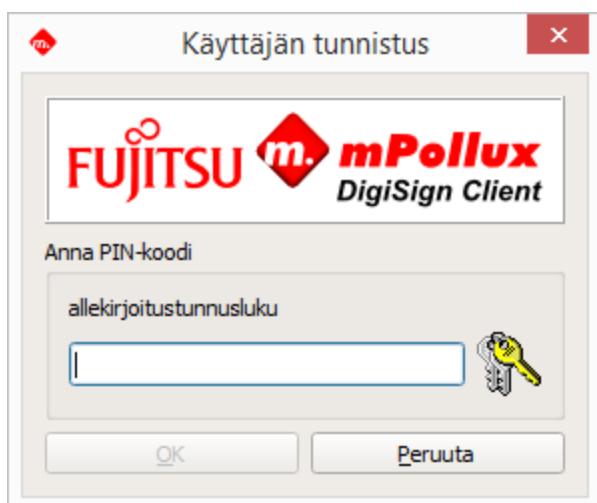 m.
Käyttäjän tunnistus
FUJITSU m. mPollux
DigiSign Client
Anna PIN-koodi
allekirjoitustunnusluku
OK
Peruuta